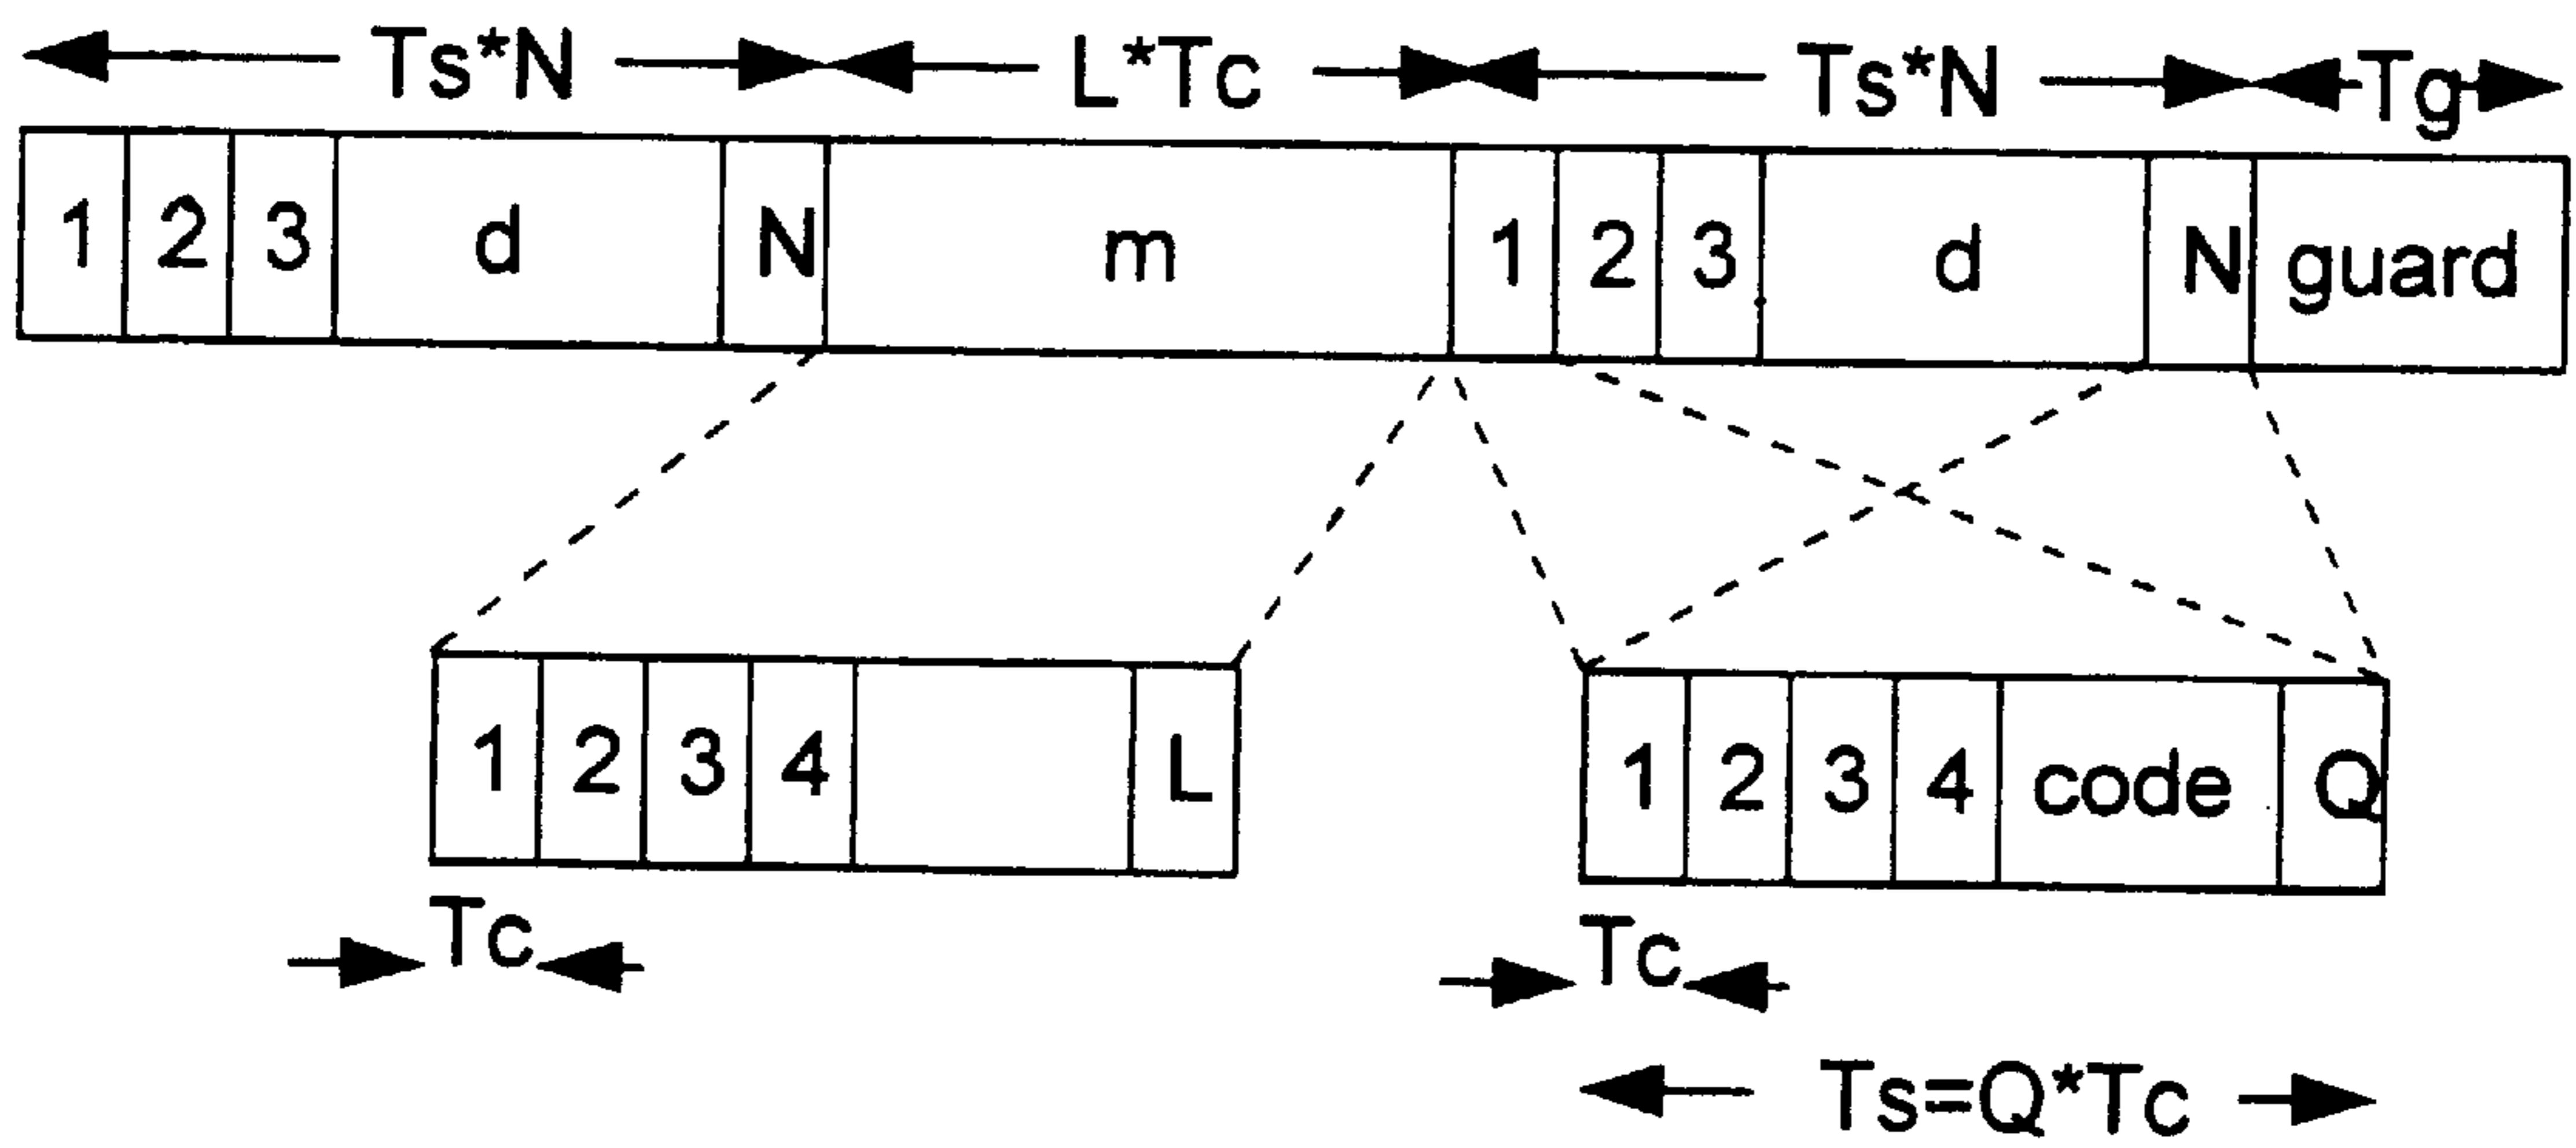 Ts*N L*Tc Ts*N Tg
1 2 3 d N m 1 2 3 d N guard
1 2 3 4 L
1 2 3 4 code Q
Tc Tc
Ts=Q*Tc